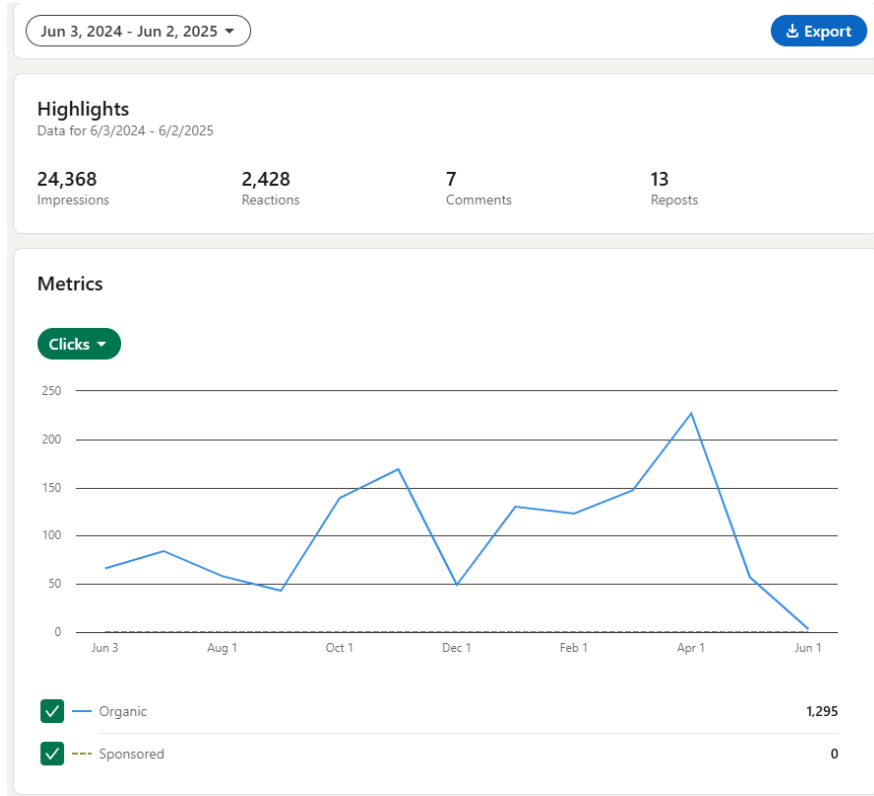 Jun 3, 2024 - Jun 2, 2025
Export
Highlights
Data for 6/3/2024 - 6/2/2025
24,368 2,428 7 13
Impressions Reactions Comments Reposts
Metrics
Clicks
250
200
150
100
50
0
Jun 3 Aug 1 Oct 1 Dec 1 Feb 1 Apr 1 Jun 1
Organic 1,295
Sponsored 0